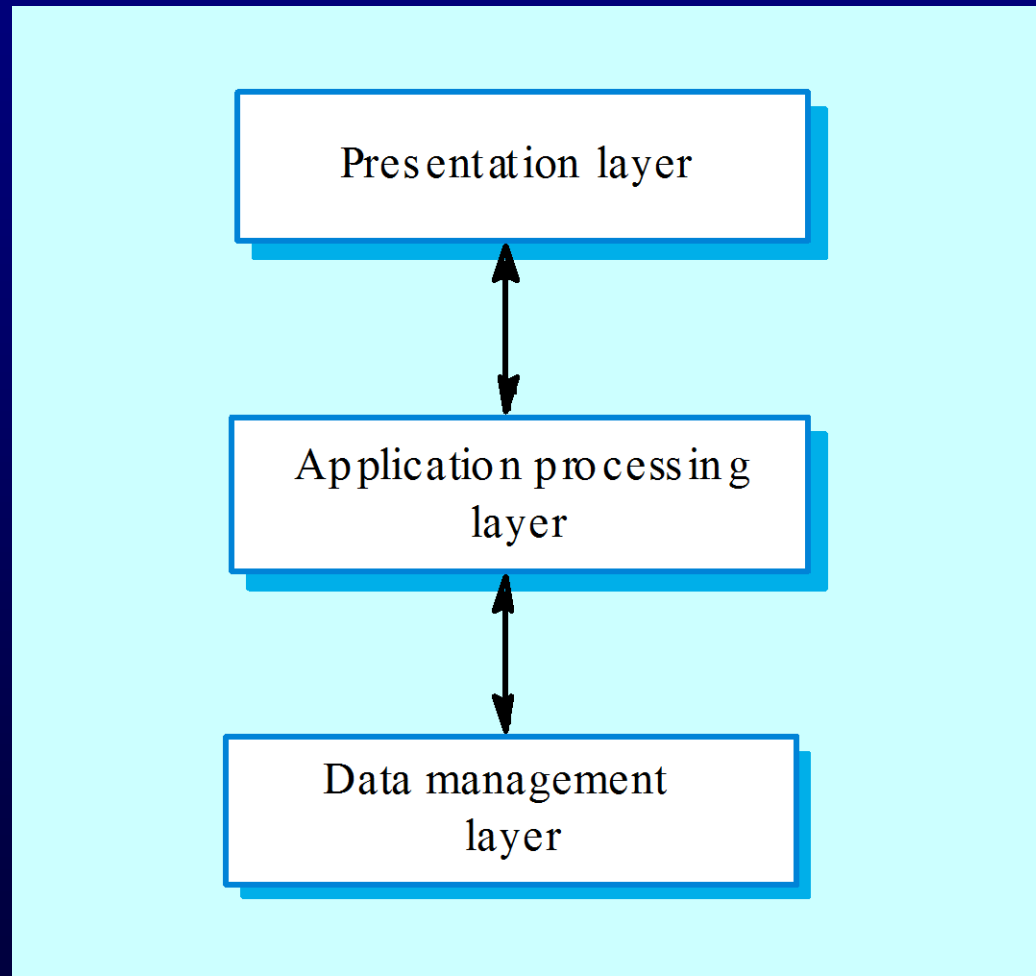 Presentation layer
Application processing
layer
Data management
layer